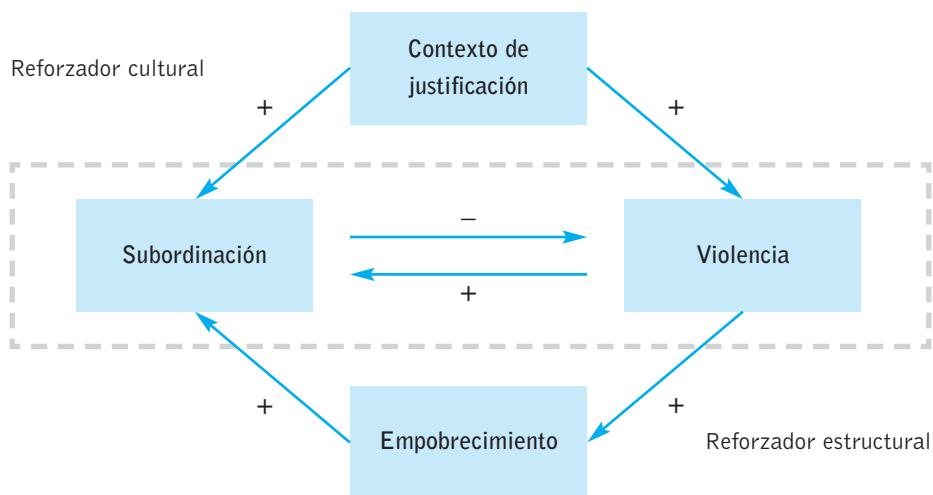 Contexto de
justificación
Reforzador cultural
+
+
Subordinación
–
+
Violencia
+
Empobrecimiento
+
Reforzador estructural